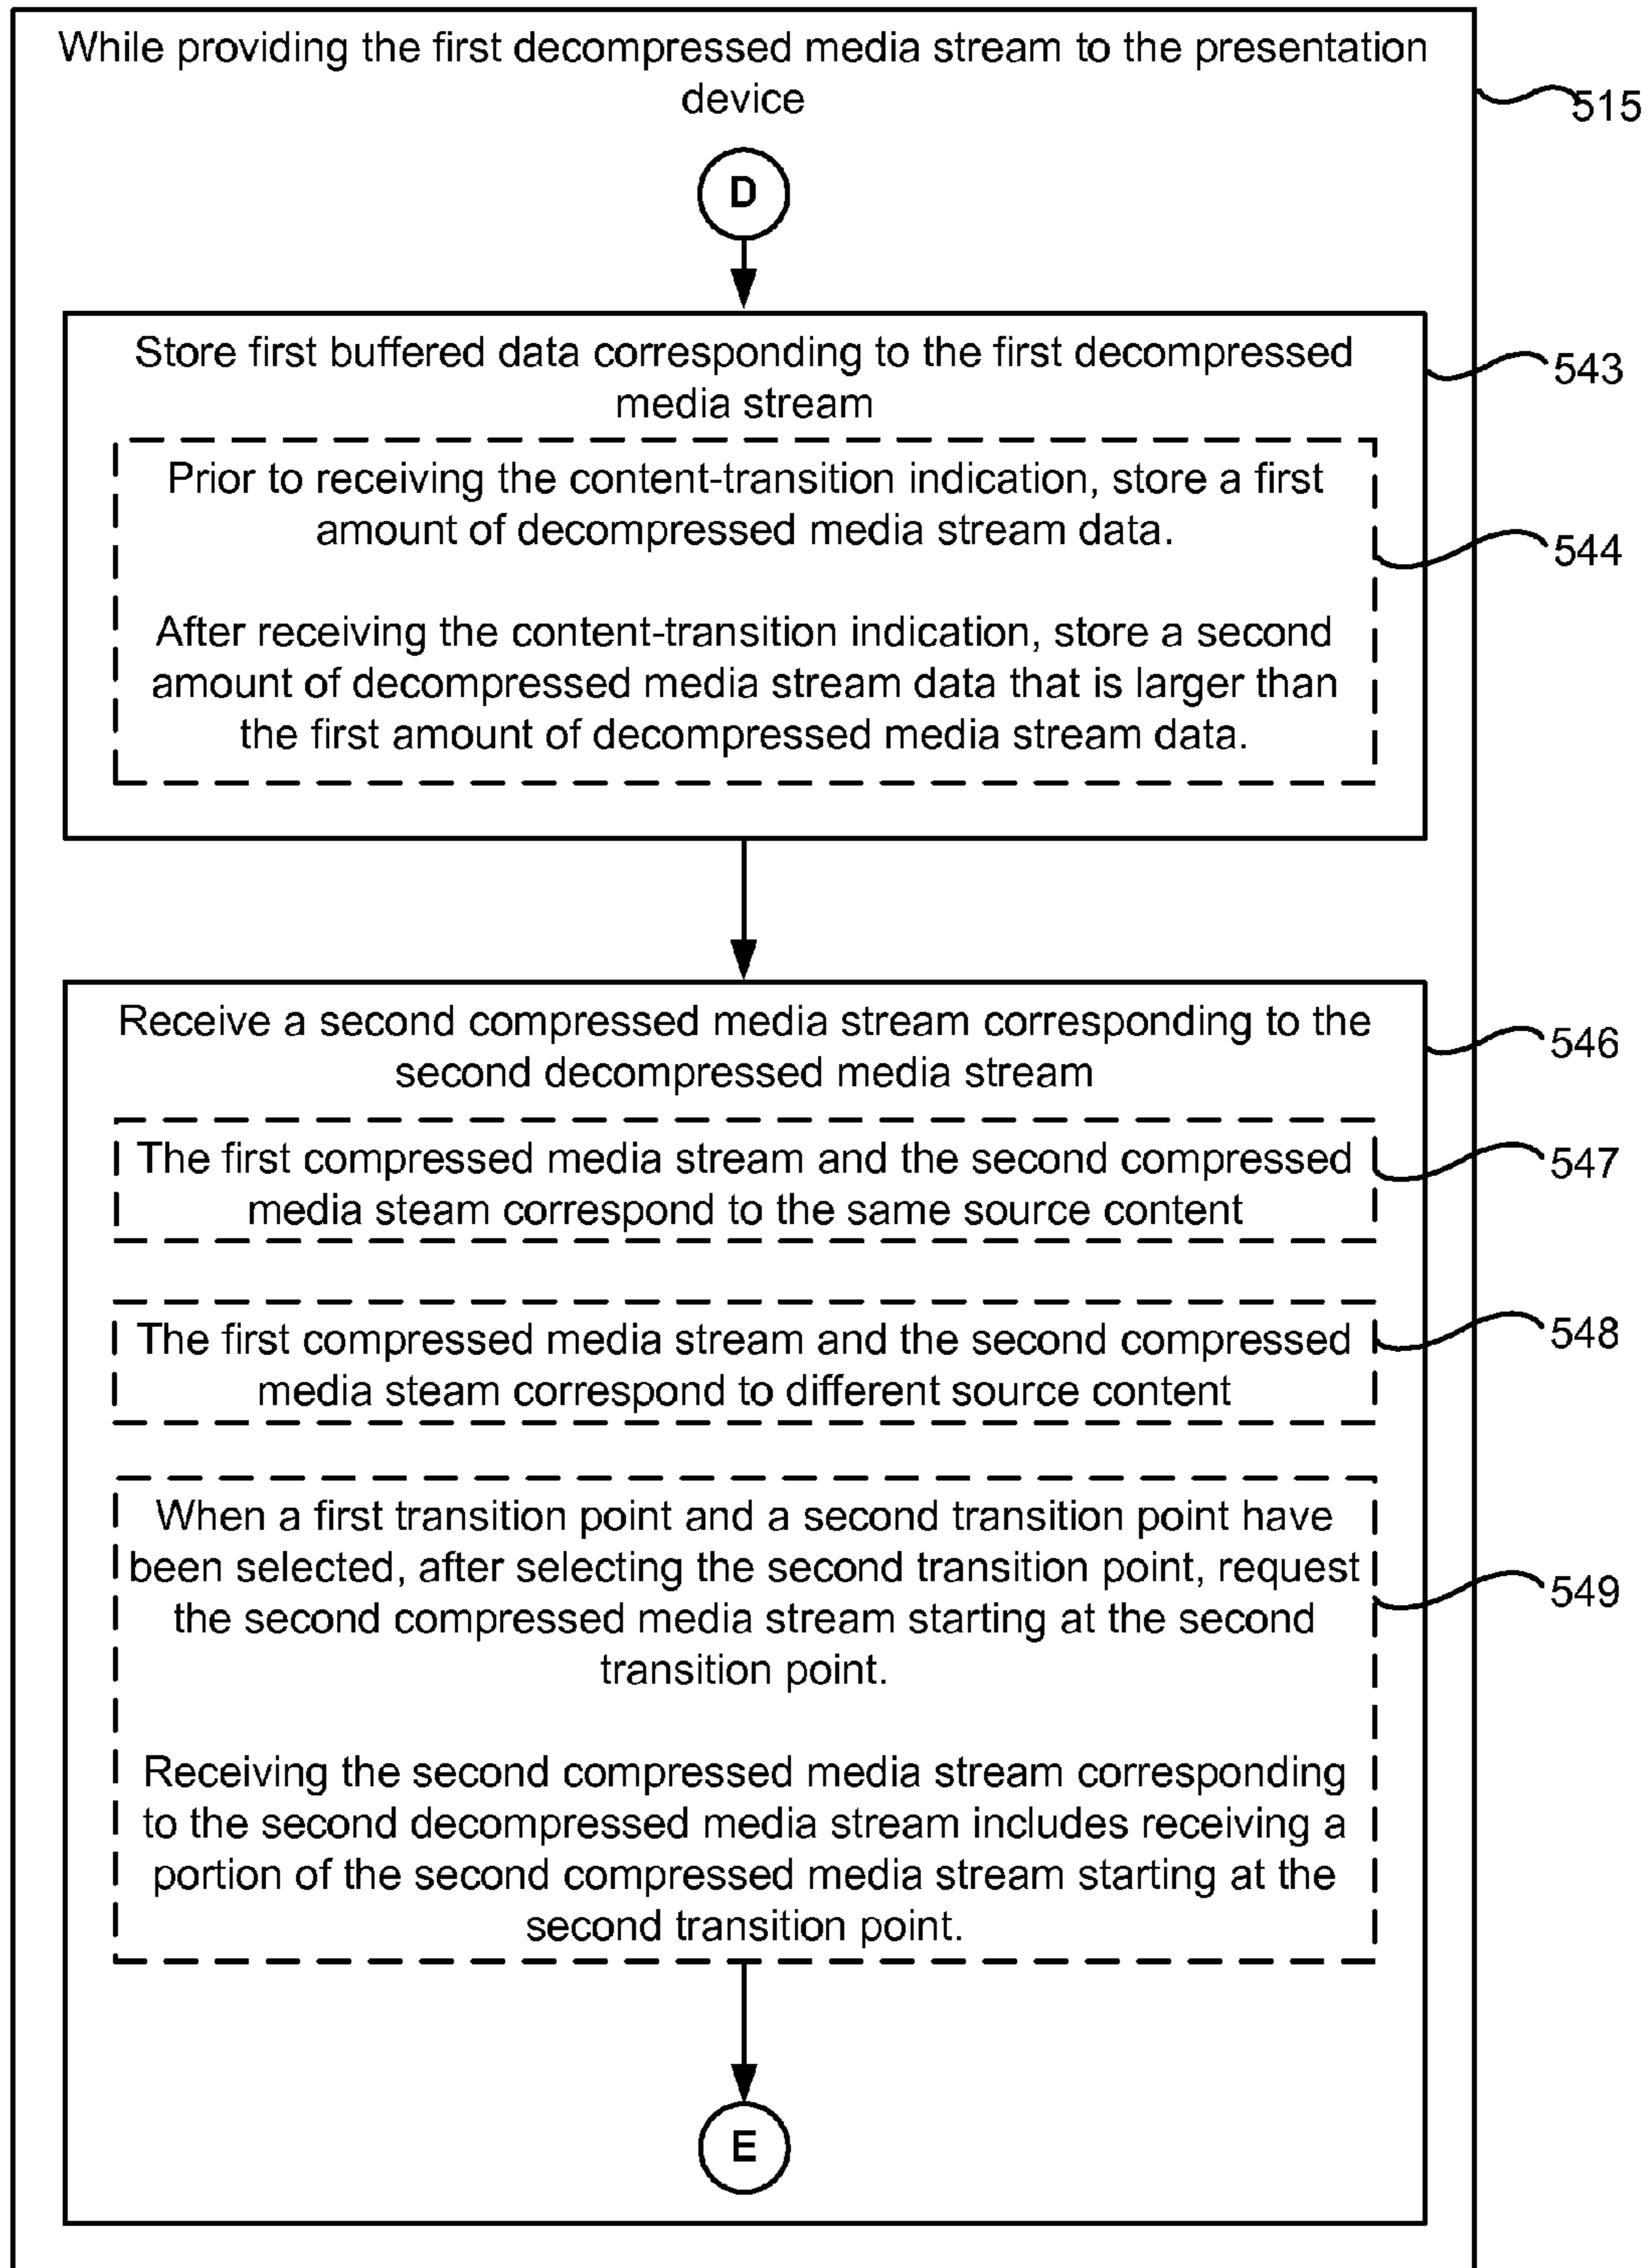 While providing the first decompressed media stream to the presentation
device
515
D
Store first buffered data corresponding to the first decompressed
media stream
543
Prior to receiving the content-transition indication, store a first
amount of decompressed media stream data.
544
After receiving the content-transition indication, store a second
amount of decompressed media stream data that is larger than
the first amount of decompressed media stream data.
Receive a second compressed media stream corresponding to the
second decompressed media stream
546
The first compressed media stream and the second compressed
media steam correspond to the same source content
547
The first compressed media stream and the second compressed
media steam correspond to different source content
548
When a first transition point and a second transition point have
been selected, after selecting the second transition point, request
the second compressed media stream starting at the second
transition point.
549
Receiving the second compressed media stream corresponding
to the second decompressed media stream includes receiving a
portion of the second compressed media stream starting at the
second transition point.
E